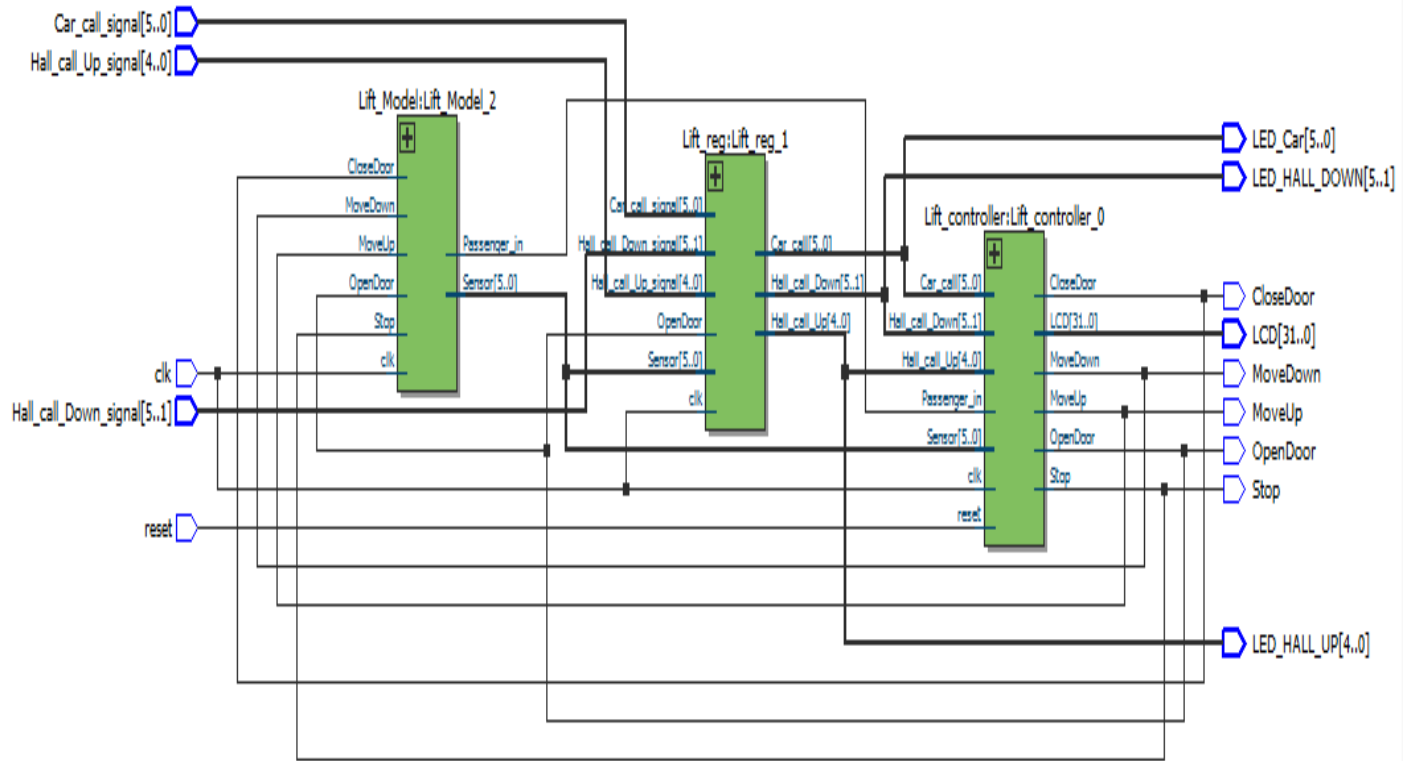 Car_call_signal[5..0]
Hall_call_Up_signal[4..0]
clk
Hall_call_Down_signal[5..1]
reset
Lift_Model:Lift_Model_2
CloseDoor
MoveDown
MoveUp
OpenDoor
Stop
clk
Passenger_in
Sensor[5..0]
Lift_reg:Lift_reg_1
Car_call_signal[5..0]
Hall_call_Down_signal[5..1]
Hall_call_Up_signal[4..0]
OpenDoor
Sensor[5..0]
clk
Car_call[5..0]
Hall_call_Down[5..1]
Hall_call_Up[4..0]
Lift_controller:Lift_controller_0
Car_call[5..0]
Hall_call_Down[5..1]
Hall_call_Up[4..0]
Passenger_in
Sensor[5..0]
clk
reset
CloseDoor
LCD[31..0]
MoveDown
MoveUp
OpenDoor
Stop
LED_Car[5..0]
LED_HALL_DOWN[5..1]
CloseDoor
LCD[31..0]
MoveDown
MoveUp
OpenDoor
Stop
LED_HALL_UP[4..0]